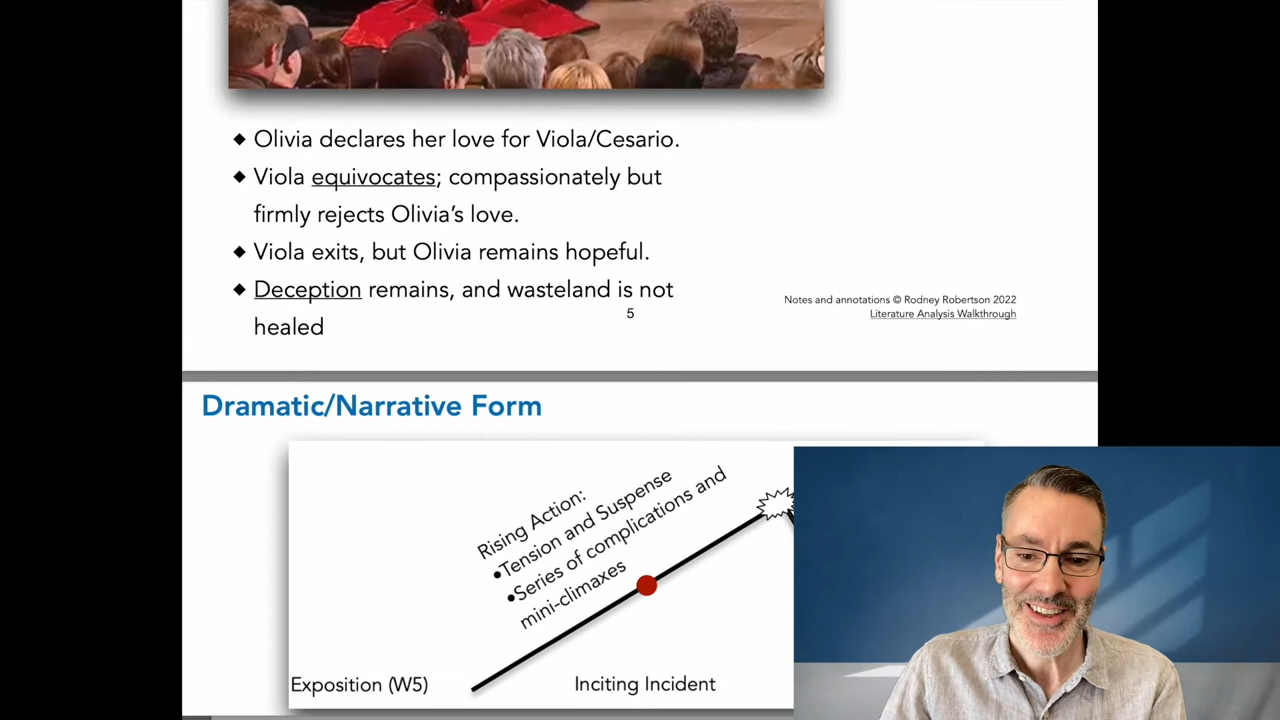 ◆ Olivia declares her love for Viola/Cesario.
◆ Viola equivocates; compassionately but
firmly rejects Olivia's love.
◆ Viola exits, but Olivia remains hopeful.
◆ Deception remains, and wasteland is not
healed
5
Notes and annotations © Rodney Robertson 2022
Literature Analysis Walkthrough
Dramatic/Narrative Form
Rising Action:
•Tension and Suspense
•Series of complications and
mini-climaxes
Exposition (W5)
Inciting Incident